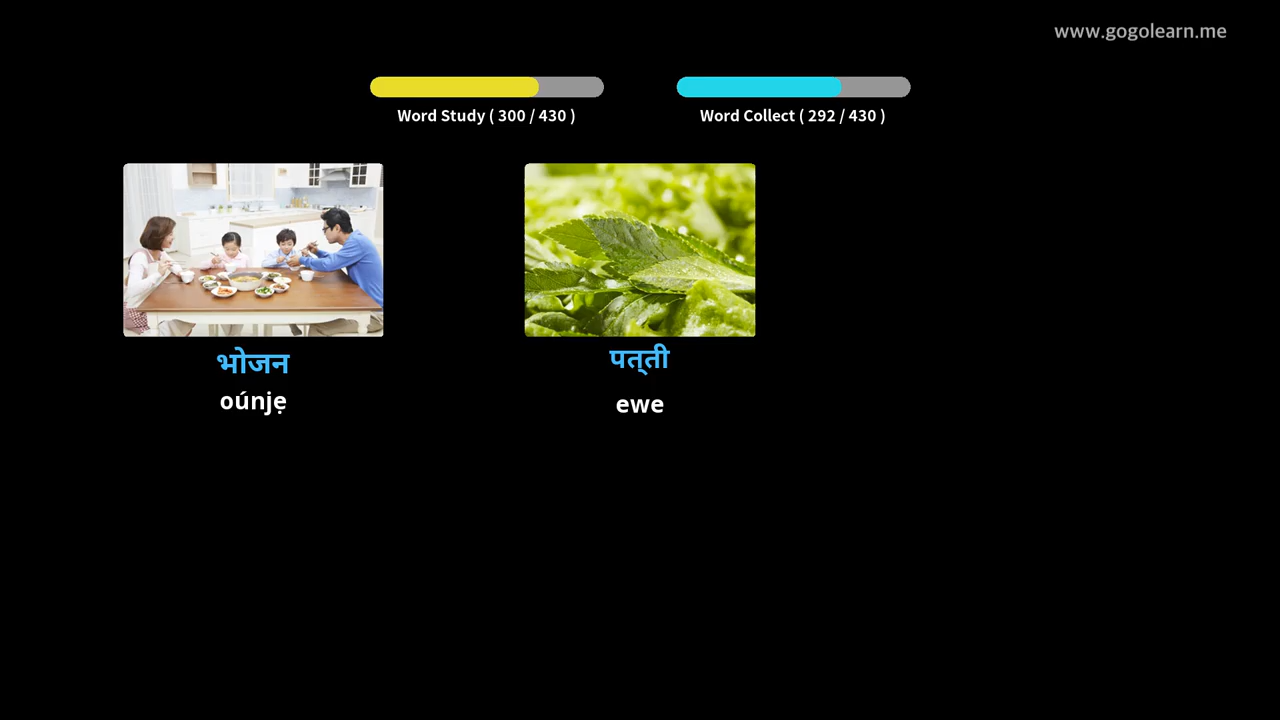 www.gogolearn.me
Word Study ( 300 / 430 )
Word Collect ( 292 / 430 )
भोजन
oúnjẹ
पत्ती
ewe